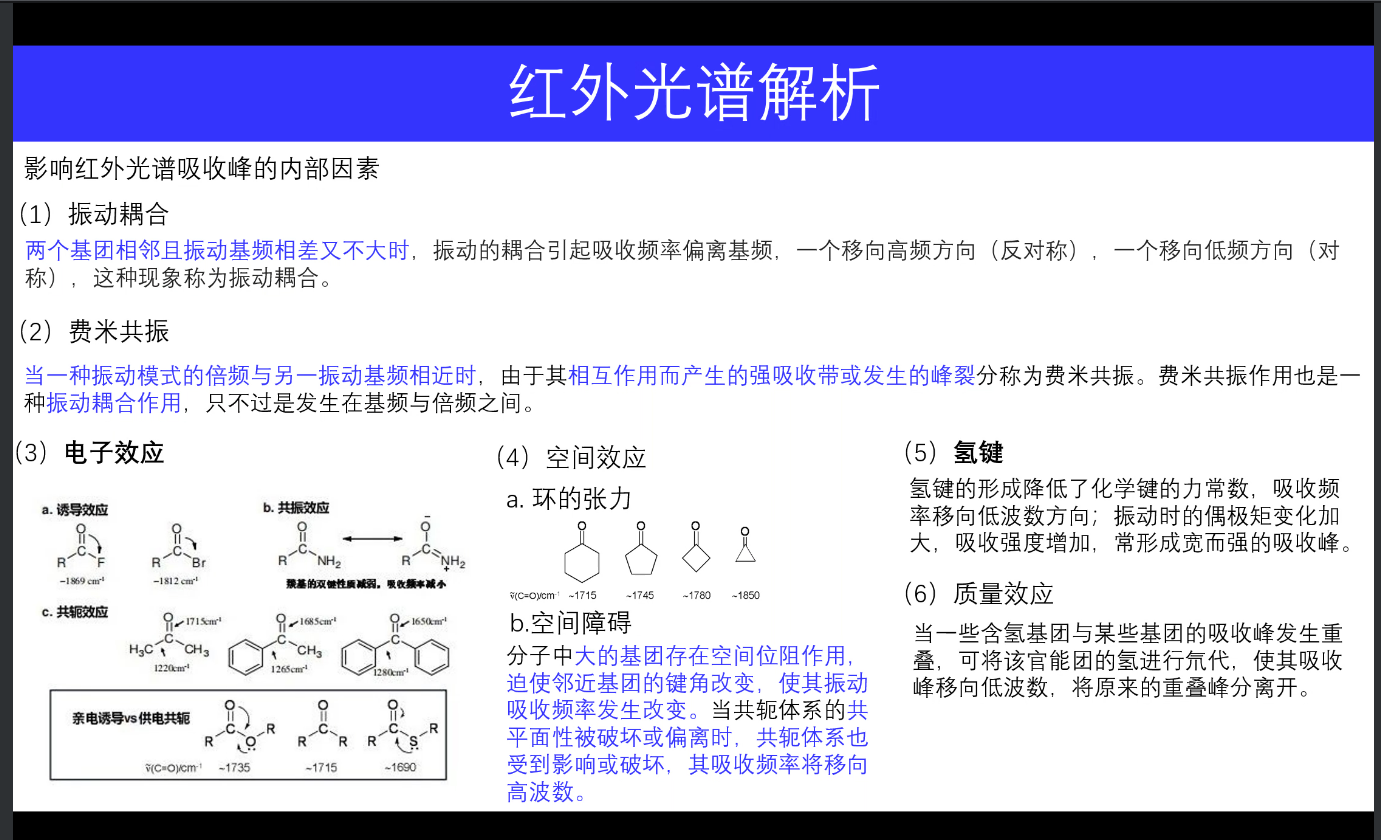 红外光谱解析
影响红外光谱吸收峰的内部因素
（1）振动耦合
两个基团相邻且振动基频相差又不大时，振动的耦合引起吸收频率偏离基频，一个移向高频方向（反对称），一个移向低频方向（对
称），这种现象称为振动耦合。
（2）费米共振
当一种振动模式的倍频与另一振动基频相近时，由于其相互作用而产生的强吸收带或发生的峰裂分称为费米共振。费米共振作用也是一
种振动耦合作用，只不过是发生在基频与倍频之间。
（3）电子效应
a. 诱导效应
O
R
F
~1869 cm⁻¹
O
R
Br
~1812 cm⁻¹
b. 共振效应
O
R
NH₂
O
−
R
NH₂
+
羰基的双键性质减弱，吸收频率减小
c. 共轭效应
O
1715cm⁻¹
H₃C
CH₃
1220cm⁻¹
O
1685cm⁻¹
CH₃
1265cm⁻¹
O
1650cm⁻¹
1280cm⁻¹
亲电诱导vs供电共轭
O
R
O
R
O
R
R
O
R
S
R
ṽ(C=O)/cm⁻¹ ~1735 ~1715 ~1690
（4）空间效应
a. 环的张力
O
O
O
O
ṽ(C=O)/cm⁻¹ ~1715 ~1745 ~1780 ~1850
b.空间障碍
分子中大的基团存在空间位阻作用，
迫使邻近基团的键角改变，使其振动
吸收频率发生改变。当共轭体系的共
平面性被破坏或偏离时，共轭体系也
受到影响或破坏，其吸收频率将移向
高波数。
（5）氢键
氢键的形成降低了化学键的力常数，吸收频
率移向低波数方向；振动时的偶极矩变化加
大，吸收强度增加，常形成宽而强的吸收峰。
（6）质量效应
当一些含氢基团与某些基团的吸收峰发生重
叠，可将该官能团的氢进行氘代，使其吸收
峰移向低波数，将原来的重叠峰分离开。